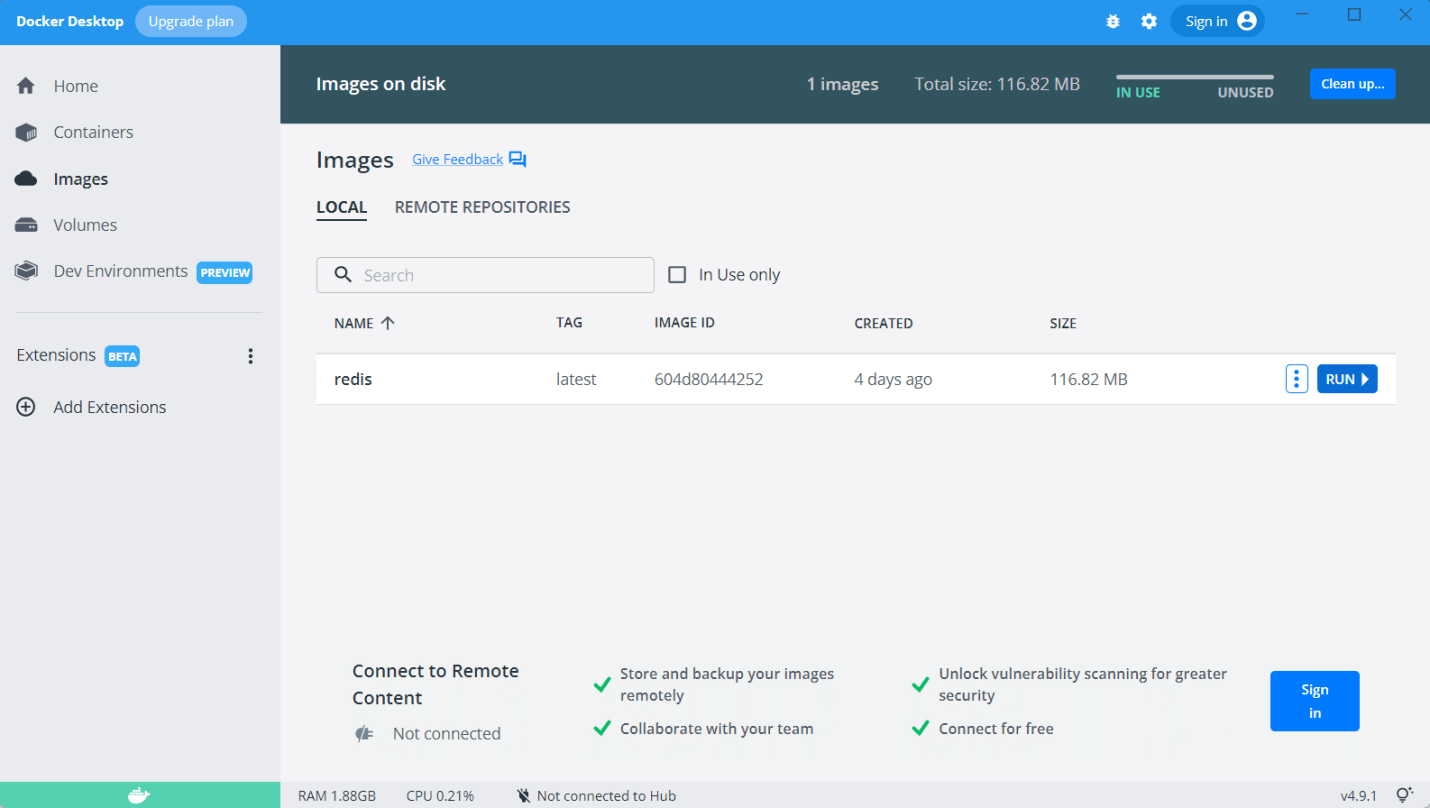 Docker Desktop Upgrade plan Sign in
Home
Containers
Images
Volumes
Dev Environments PREVIEW
Extensions BETA
Add Extensions
Images on disk 1 images Total size: 116.82 MB IN USE UNUSED Clean up...
Images Give Feedback
LOCAL REMOTE REPOSITORIES
Search In Use only
NAME TAG IMAGE ID CREATED SIZE
redis latest 604d80444252 4 days ago 116.82 MB RUN
Connect to Remote
Content
Not connected
Store and backup your images
remotely
Collaborate with your team
Unlock vulnerability scanning for greater
security
Connect for free
Sign
in
RAM 1.88GB CPU 0.21% Not connected to Hub v4.9.1